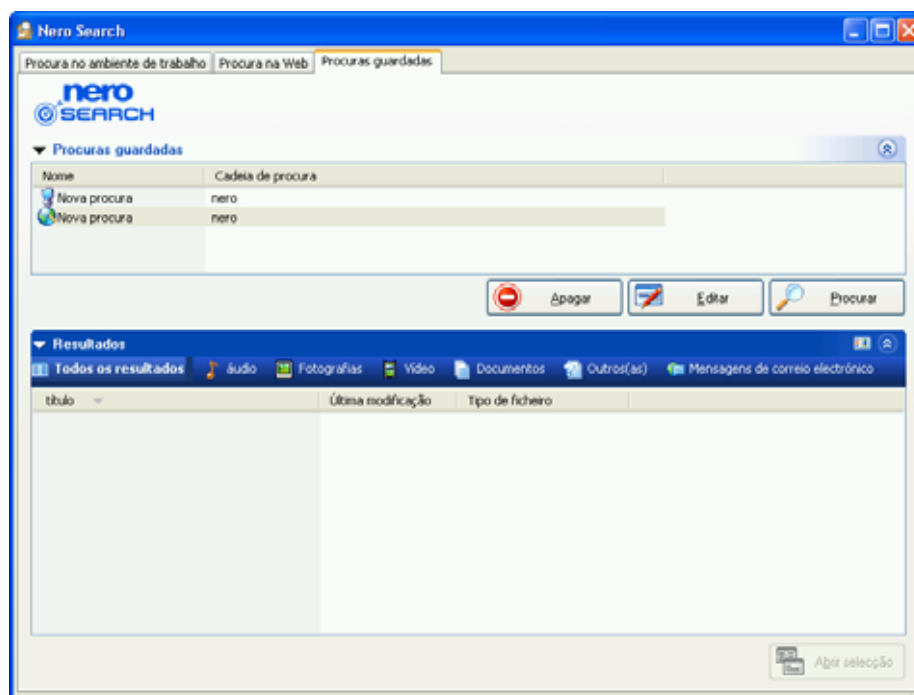 Nero Search
Procura no ambiente de trabalho Procura na Web Procuras guardadas
nero
SEARCH
Procuras guardadas
Nome Cadeia de procura
Nova procura nero
Nova procura nero
Apagar Editar Procurar
Resultados
Todos os resultados áudio Fotografias Vídeo Documentos Outros(as) Mensagens de correio electrónico
título Última modificação Tipo de ficheiro
Abrir selecção